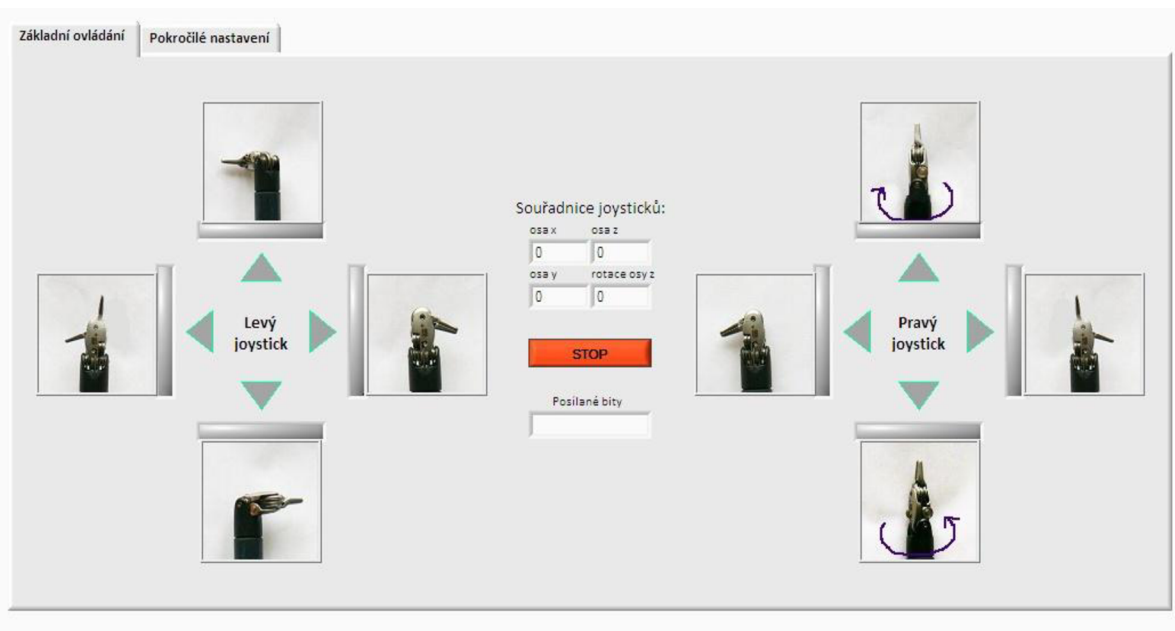 Základní ovládání
Pokročilé nastavení
Levý
joystick
Souřadnice joysticků:
osa x osa z
0 0
osa y rotace osy z
0 0
STOP
Posílané bity
Pravý
joystick